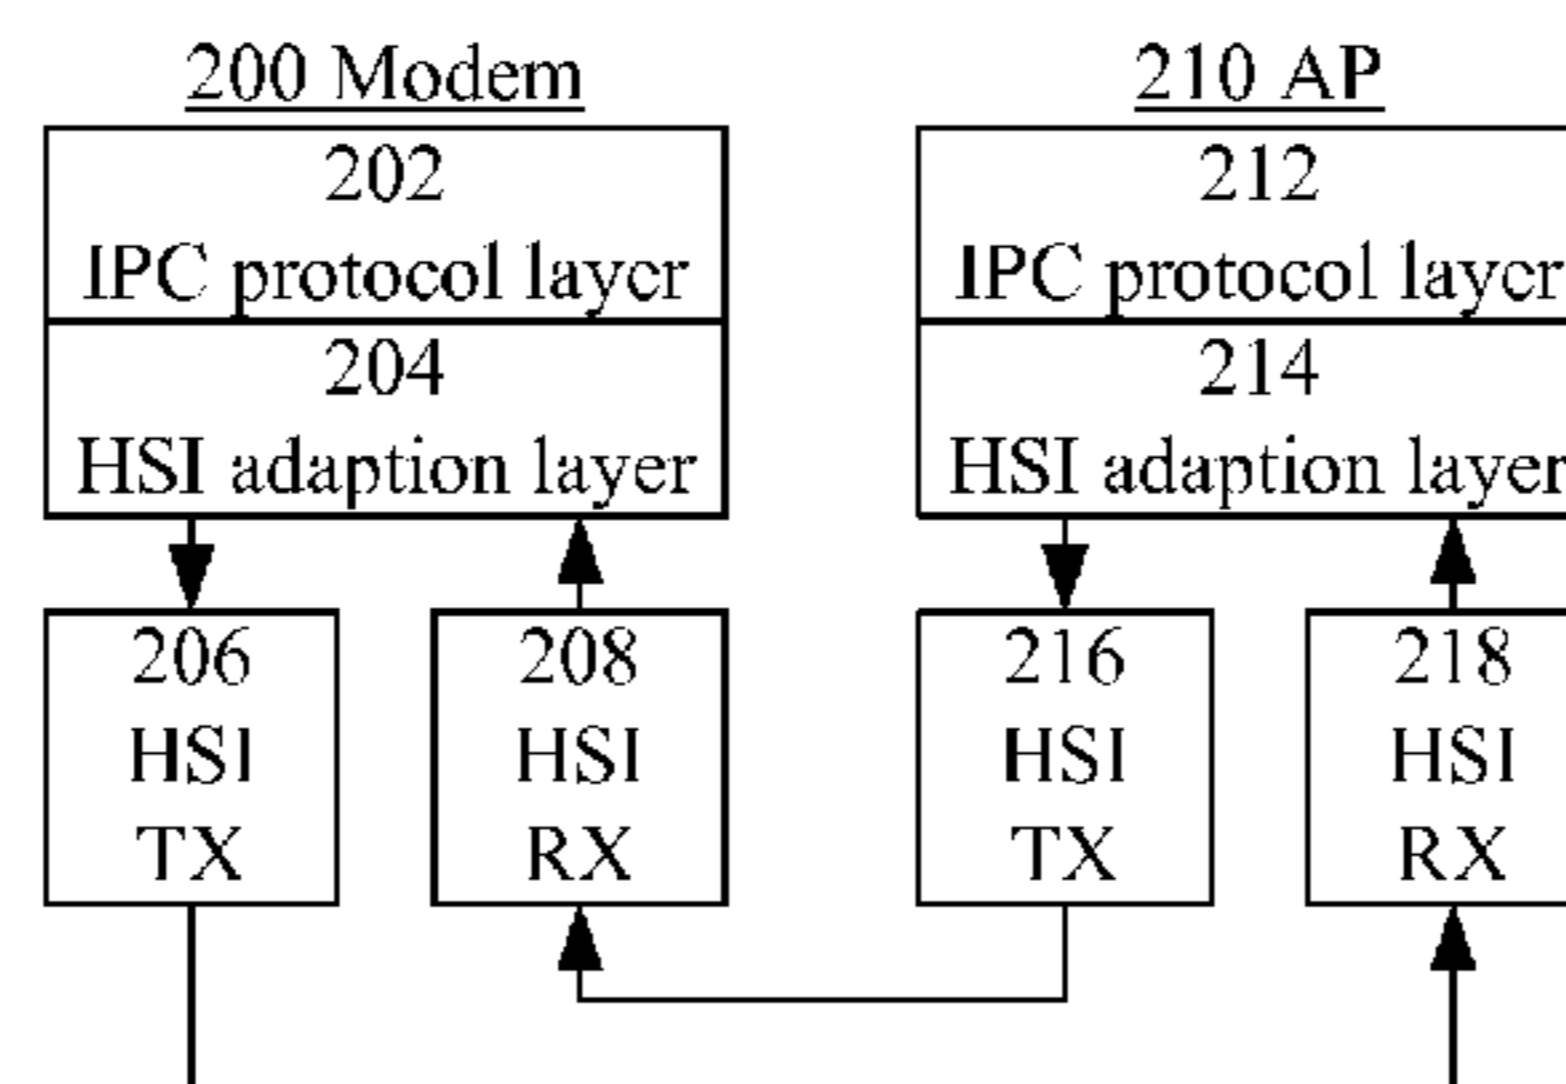 200 Modem
202
IPC protocol layer
204
HSI adaption layer
206
HSI
TX
208
HSI
RX
210 AP
212
IPC protocol layer
214
HSI adaption layer
216
HSI
TX
218
HSI
RX